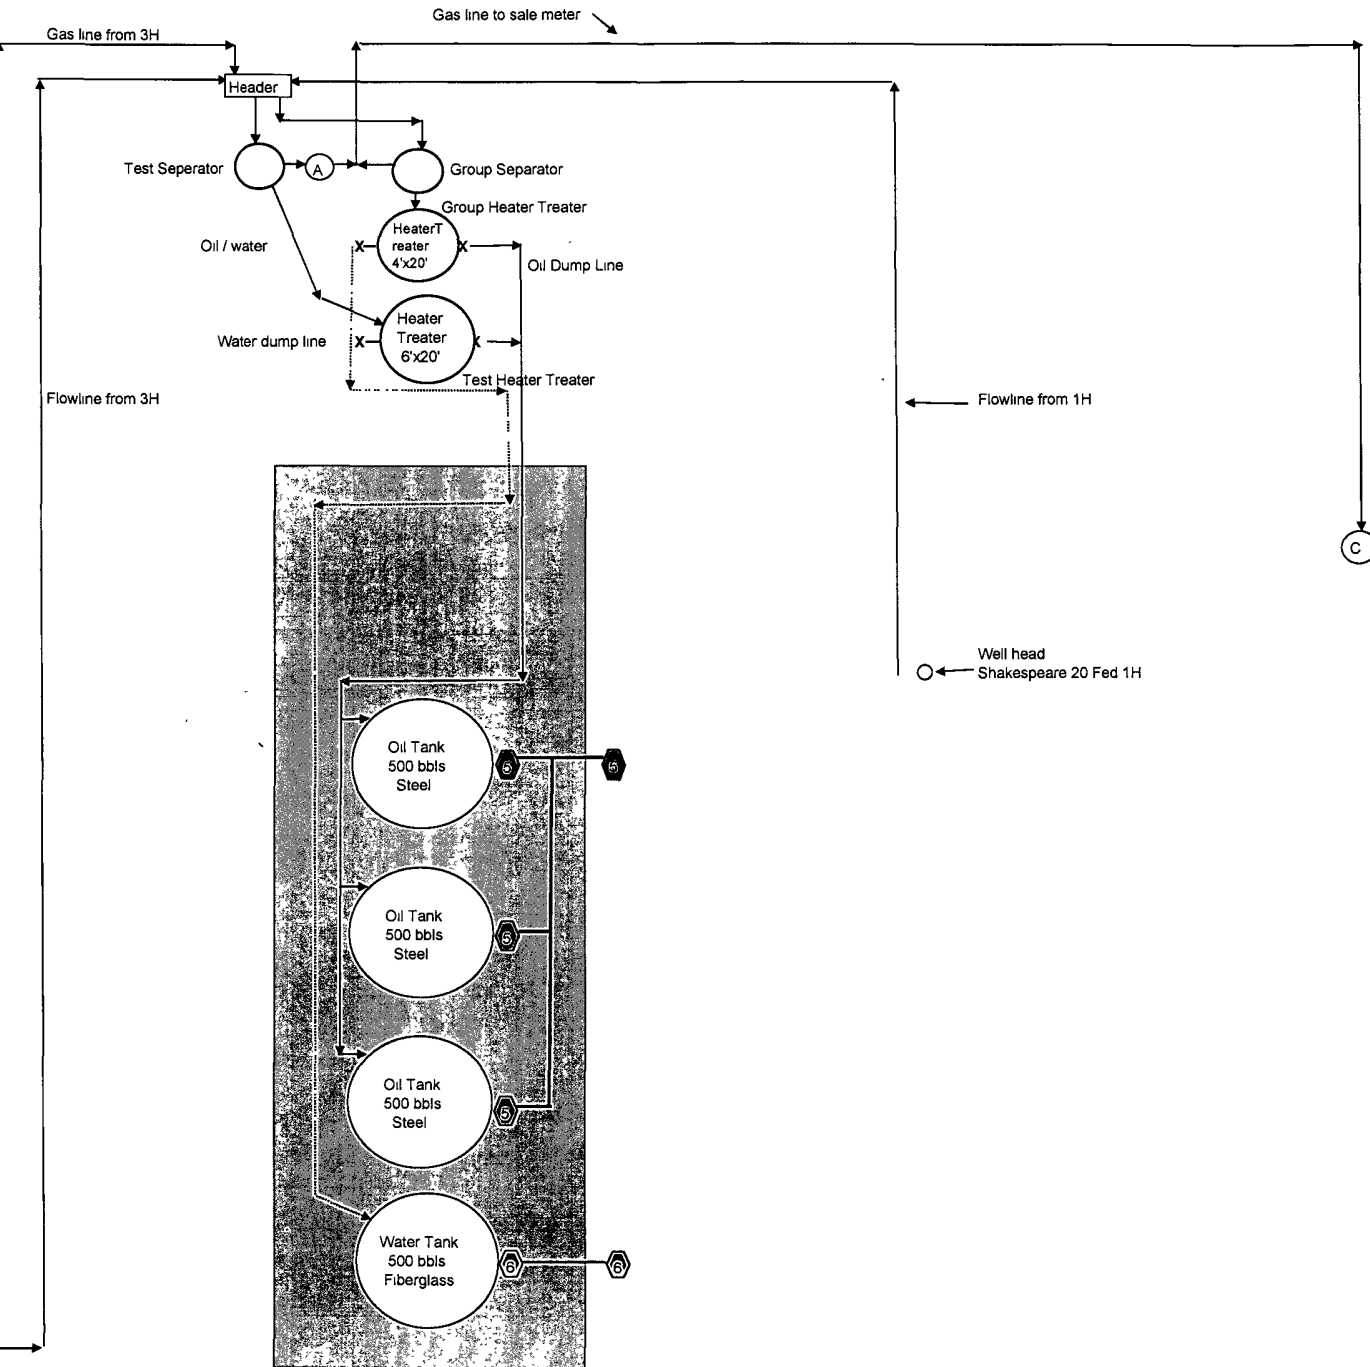 Gas line to sale meter
Gas line from 3H
Header
Test Seperator
A
Group Separator
Group Heater Treater
HeaterT
reater
4'x20'
Oil / water
Oil Dump Line
X
X
Heater
Treater
6'x20'
Water dump line
X
X
Test Heater Treater
Flowline from 3H
Flowline from 1H
C
Well head
Shakespeare 20 Fed 1H
Oil Tank
500 bbls
Steel
5
5
Oil Tank
500 bbls
Steel
5
Oil Tank
500 bbls
Steel
5
Water Tank
500 bbls
Fiberglass
6
6